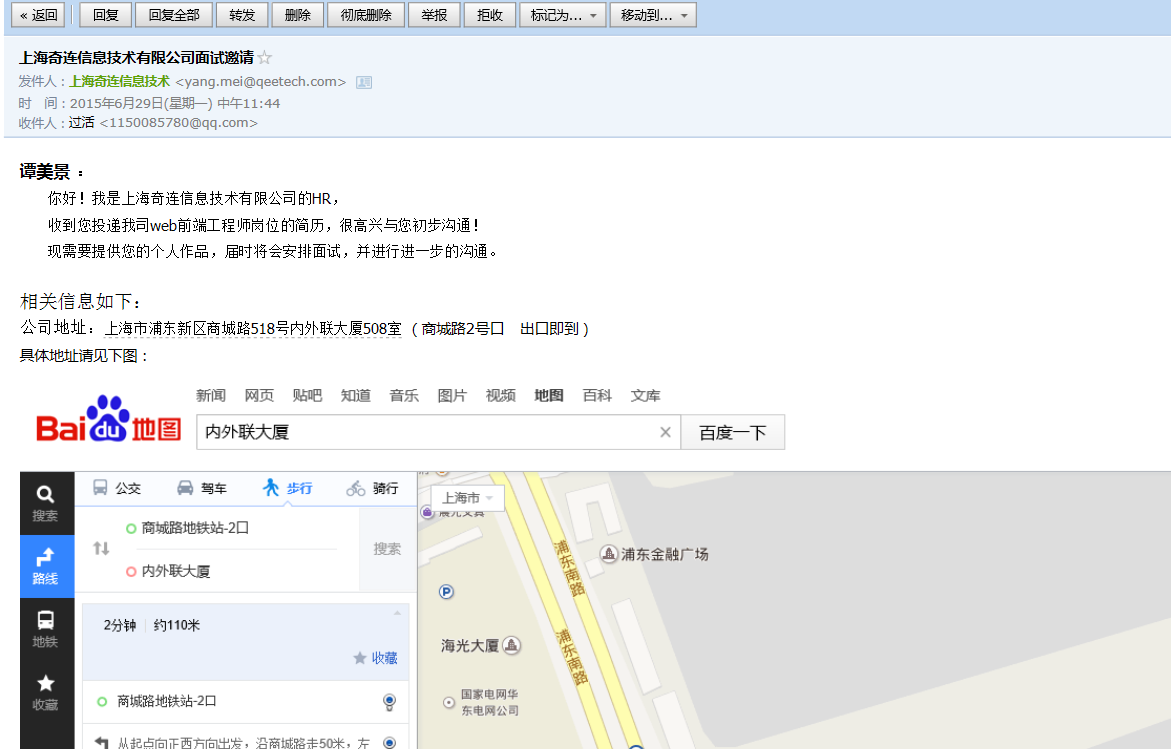 « 返回 回复 回复全部 转发 删除 彻底删除 举报 拒收 标记为... 移动到...
上海奇连信息技术有限公司面试邀请
发件人：上海奇连信息技术 <yang.mei@qeetech.com>
时 间：2015年6月29日(星期一) 中午11:44
收件人：过活 <1150085780@qq.com>
谭美景：
你好！我是上海奇连信息技术有限公司的HR，
收到您投递我司web前端工程师岗位的简历，很高兴与您初步沟通！
现需要提供您的个人作品，届时将会安排面试，并进行进一步的沟通。
相关信息如下：
公司地址：上海市浦东新区商城路518号内外联大厦508室 （商城路2号口 出口即到）
具体地址请见下图：
新闻 网页 贴吧 知道 音乐 图片 视频 地图 百科 文库
Baidu地图
内外联大厦 × 百度一下
搜索
路线
地铁
收藏
公交 驾车 步行 骑行
商城路地铁站-2口
搜索
内外联大厦
2分钟 约110米
收藏
商城路地铁站-2口
从起点向正西方向出发，沿商城路走50米，左
上海市
晨光文具
浦东南路
浦东金融广场
P
海光大厦
浦东南路
国家电网华
东电网公司